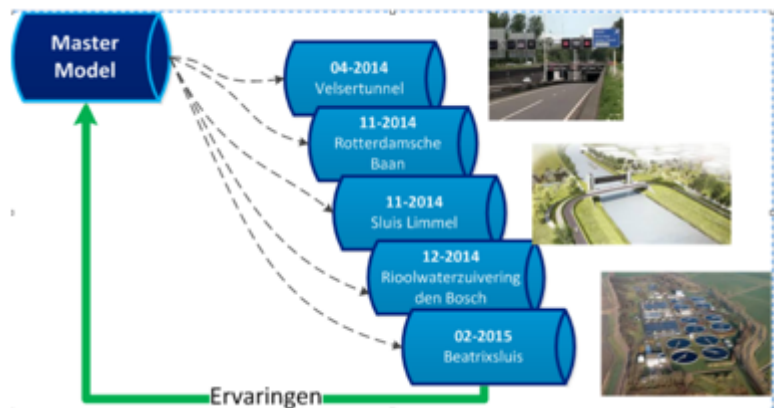 Master
Model
04-2014
Velsertunnel
11-2014
Rotterdamsche
Baan
11-2014
Sluis Limmel
12-2014
Rioolwaterzuivering
den Bosch
02-2015
Beatrixsluis
Ervaringen